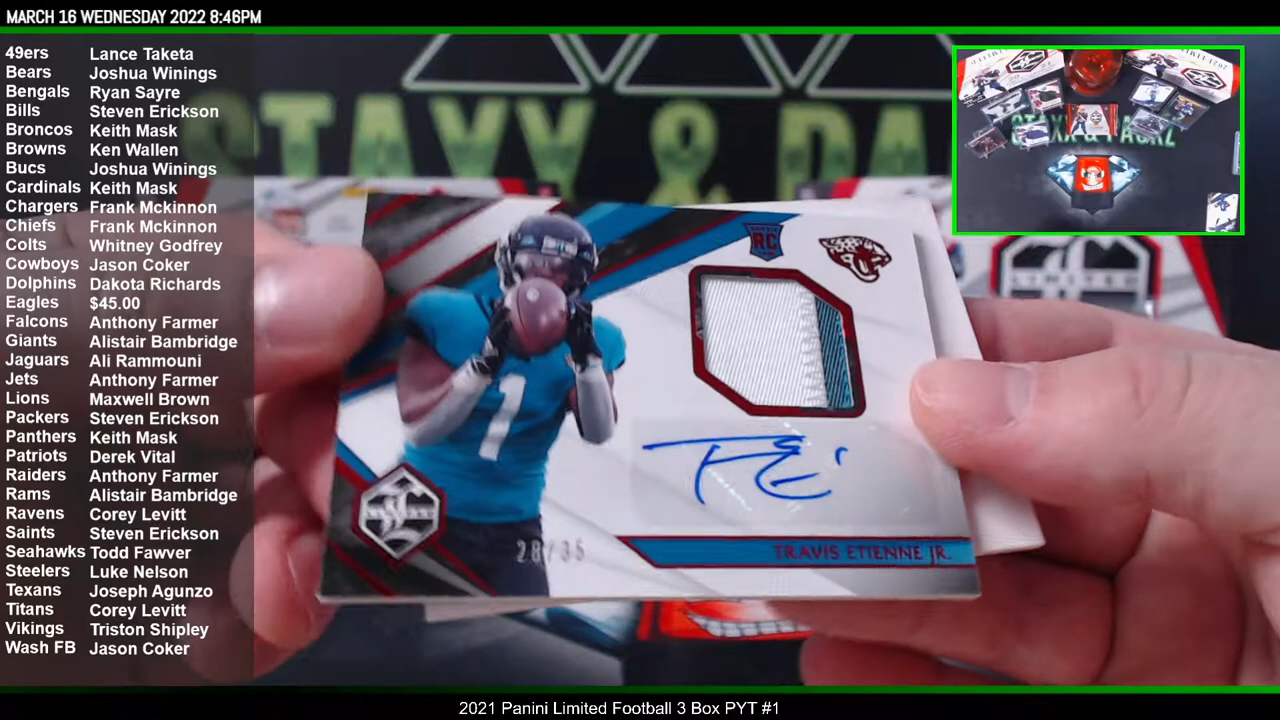 MARCH 16 WEDNESDAY 2022 8:46PM
49ers Lance Taketa
Bears Joshua Winings
Bengals Ryan Sayre
Bills Steven Erickson
Broncos Keith Mask
Browns Ken Wallen
Bucs Joshua Winings
Cardinals Keith Mask
Chargers Frank Mckinnon
Chiefs Frank Mckinnon
Colts Whitney Godfrey
Cowboys Jason Coker
Dolphins Dakota Richards
Eagles $45.00
Falcons Anthony Farmer
Giants Alistair Bambridge
Jaguars Ali Rammouni
Jets Anthony Farmer
Lions Maxwell Brown
Packers Steven Erickson
Panthers Keith Mask
Patriots Derek Vital
Raiders Anthony Farmer
Rams Alistair Bambridge
Ravens Corey Levitt
Saints Steven Erickson
Seahawks Todd Fawver
Steelers Luke Nelson
Texans Joseph Agunzo
Titans Corey Levitt
Vikings Triston Shipley
Wash FB Jason Coker
STAXX & PA
RC
1
28/35
TRAVIS ETIENNE JR.
2021 Panini Limited Football 3 Box PYT #1